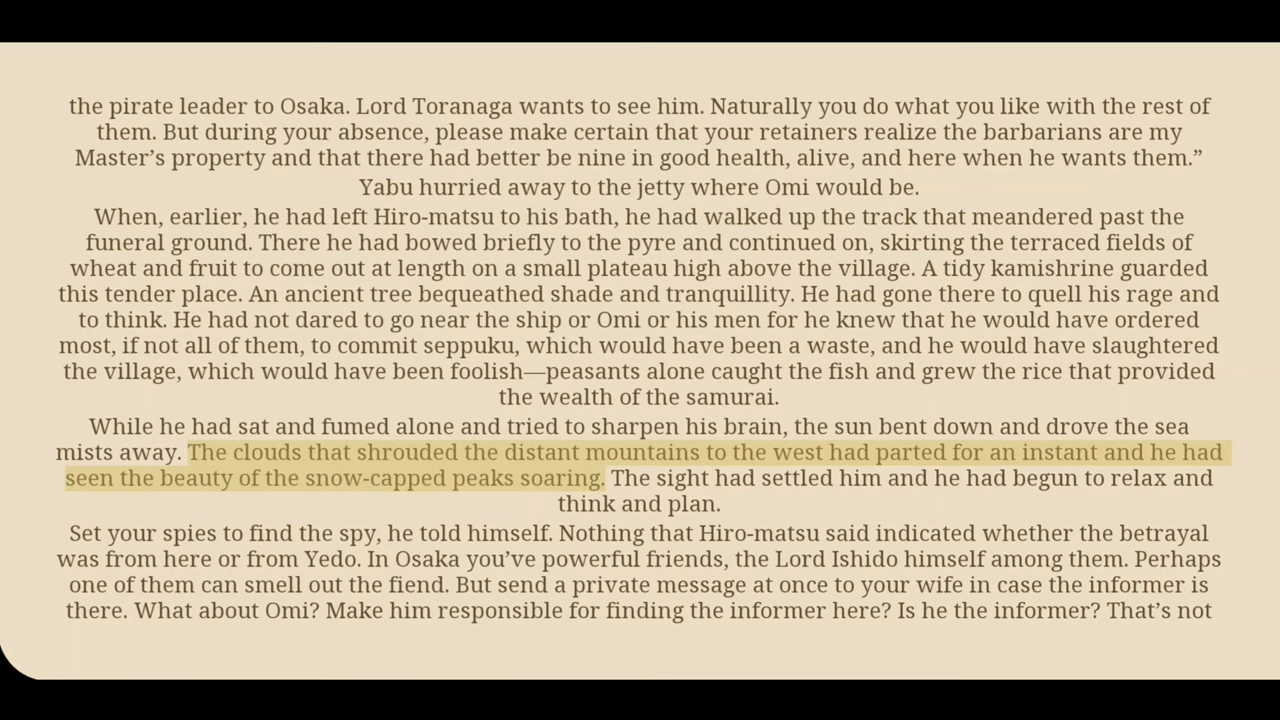 the pirate leader to Osaka. Lord Toranaga wants to see him. Naturally you do what you like with the rest of
them. But during your absence, please make certain that your retainers realize the barbarians are my
Master’s property and that there had better be nine in good health, alive, and here when he wants them.”
Yabu hurried away to the jetty where Omi would be.
When, earlier, he had left Hiro-matsu to his bath, he had walked up the track that meandered past the
funeral ground. There he had bowed briefly to the pyre and continued on, skirting the terraced fields of
wheat and fruit to come out at length on a small plateau high above the village. A tidy kamishrine guarded
this tender place. An ancient tree bequeathed shade and tranquillity. He had gone there to quell his rage and
to think. He had not dared to go near the ship or Omi or his men for he knew that he would have ordered
most, if not all of them, to commit seppuku, which would have been a waste, and he would have slaughtered
the village, which would have been foolish—peasants alone caught the fish and grew the rice that provided
the wealth of the samurai.
While he had sat and fumed alone and tried to sharpen his brain, the sun bent down and drove the sea
mists away. The clouds that shrouded the distant mountains to the west had parted for an instant and he had
seen the beauty of the snow-capped peaks soaring. The sight had settled him and he had begun to relax and
think and plan.
Set your spies to find the spy, he told himself. Nothing that Hiro-matsu said indicated whether the betrayal
was from here or from Yedo. In Osaka you’ve powerful friends, the Lord Ishido himself among them. Perhaps
one of them can smell out the fiend. But send a private message at once to your wife in case the informer is
there. What about Omi? Make him responsible for finding the informer here? Is he the informer? That’s not